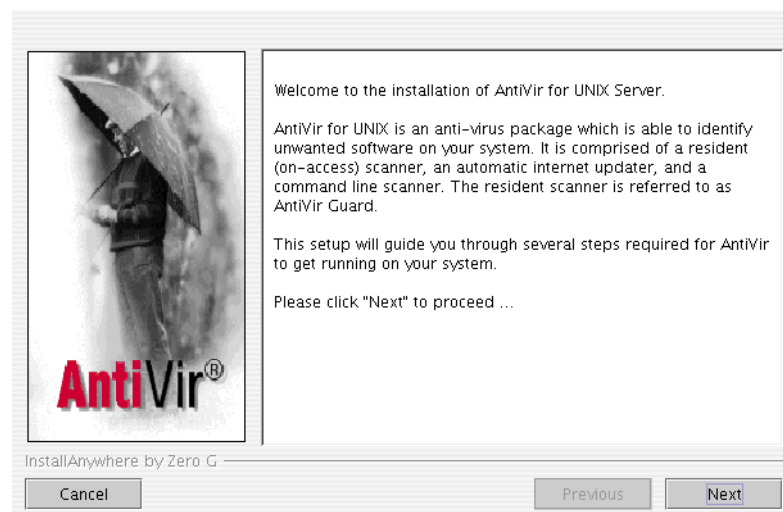 Welcome to the installation of AntiVir for UNIX Server.
AntiVir for UNIX is an anti-virus package which is able to identify
unwanted software on your system. It is comprised of a resident
(on-access) scanner, an automatic internet updater, and a
command line scanner. The resident scanner is referred to as
AntiVir Guard.
This setup will guide you through several steps required for AntiVir
to get running on your system.
Please click "Next" to proceed ...
AntiVir®
InstallAnywhere by Zero G
Cancel
Previous
Next